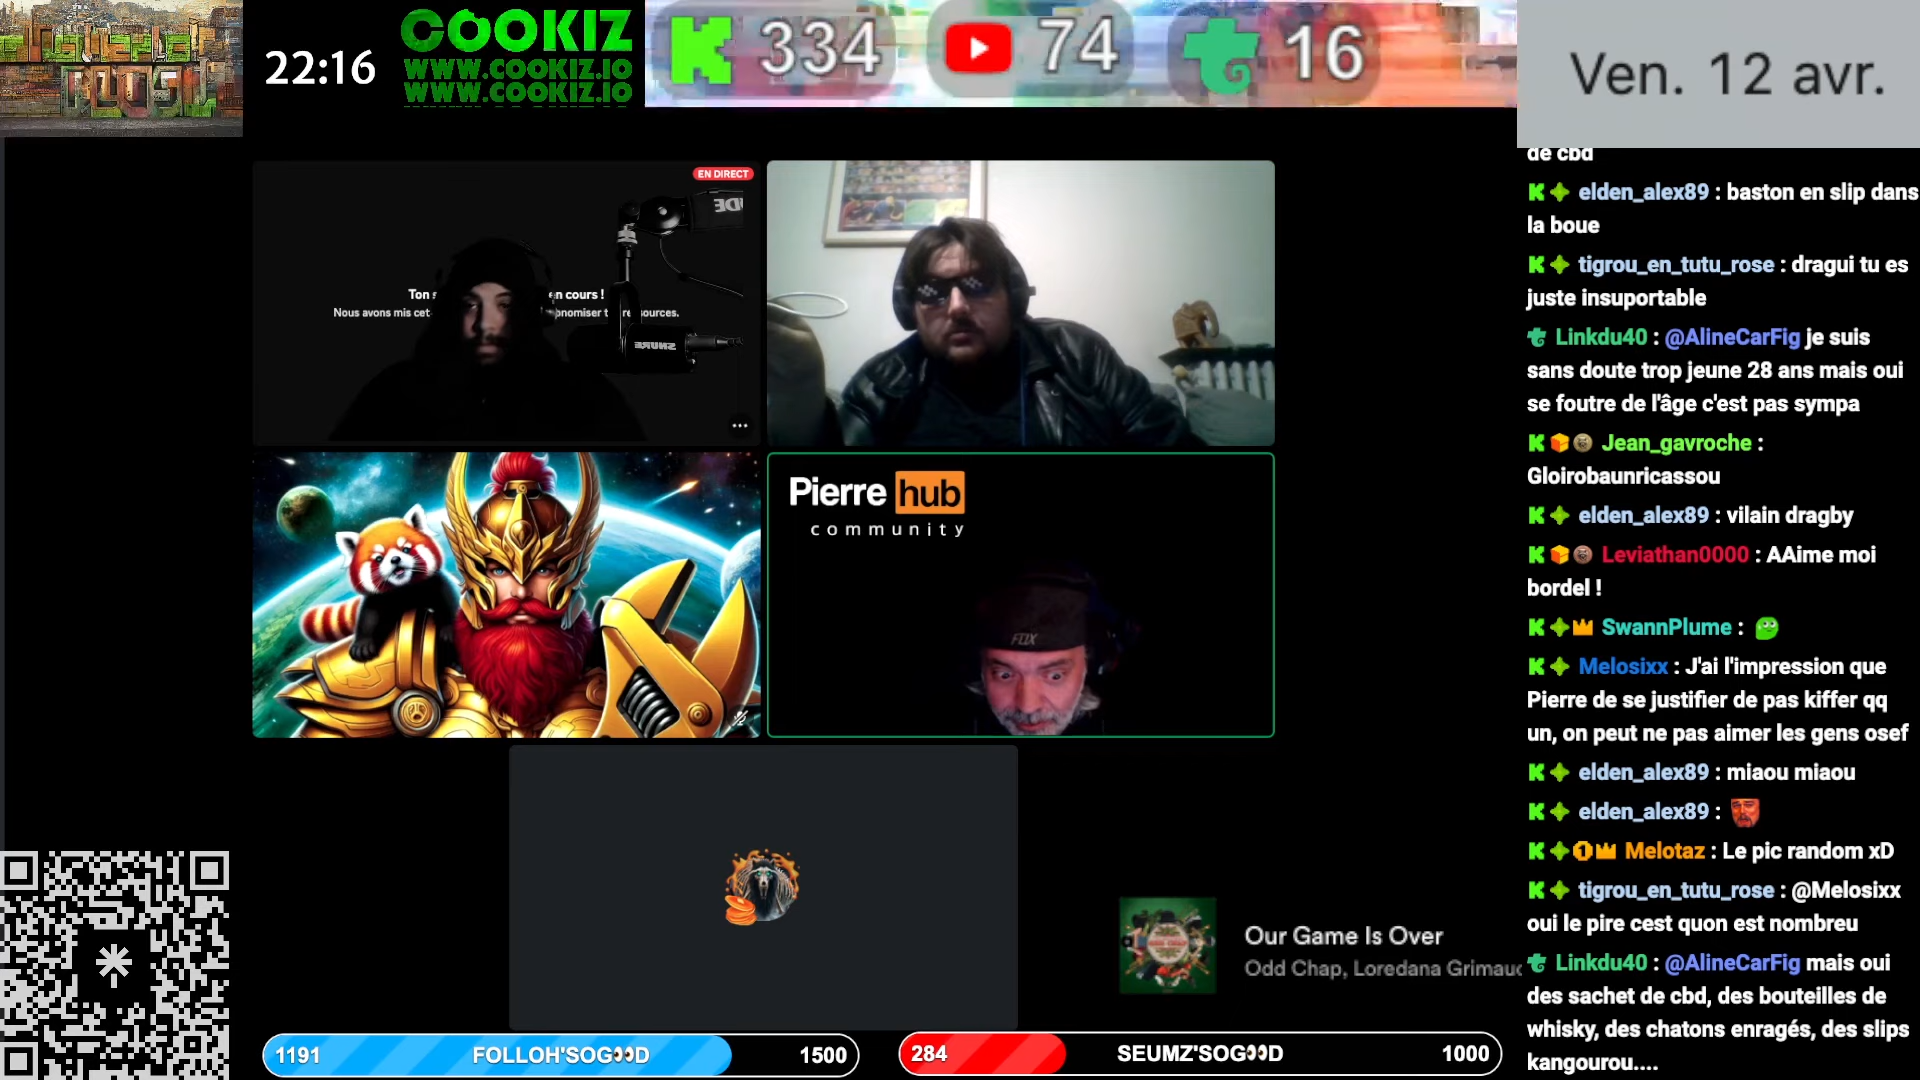 22:16
COOKIZ
WWW.COOKIZ.IO
WWW.COOKIZ.IO
334
74
16
Ven. 12 avr.
EN DIRECT
en cours !
Nous avons mis cet
SHURE
Pierre hub
community
FOX
Our Game Is Over
Odd Chap, Loredana Grimaud
1191 FOLLOH'SOG👀D 1500
284 SEUMZ'SOG👀D 1000
de cbd
elden_alex89 : baston en slip dans
la boue
tigrou_en_tutu_rose : dragui tu es
juste insuportable
Linkdu40 : @AlineCarFig je suis
sans doute trop jeune 28 ans mais oui
se foutre de l'âge c'est pas sympa
Jean_gavroche :
Gloirobaunricassou
elden_alex89 : vilain dragby
Leviathan0000 : AAime moi
bordel !
SwannPlume :
Melosixx : J'ai l'impression que
Pierre de se justifier de pas kiffer qq
un, on peut ne pas aimer les gens osef
elden_alex89 : miaou miaou
elden_alex89 :
Melotaz : Le pic random xD
tigrou_en_tutu_rose : @Melosixx
oui le pire cest quon est nombreu
Linkdu40 : @AlineCarFig mais oui
des sachet de cbd, des bouteilles de
whisky, des chatons enragés, des slips
kangourou....